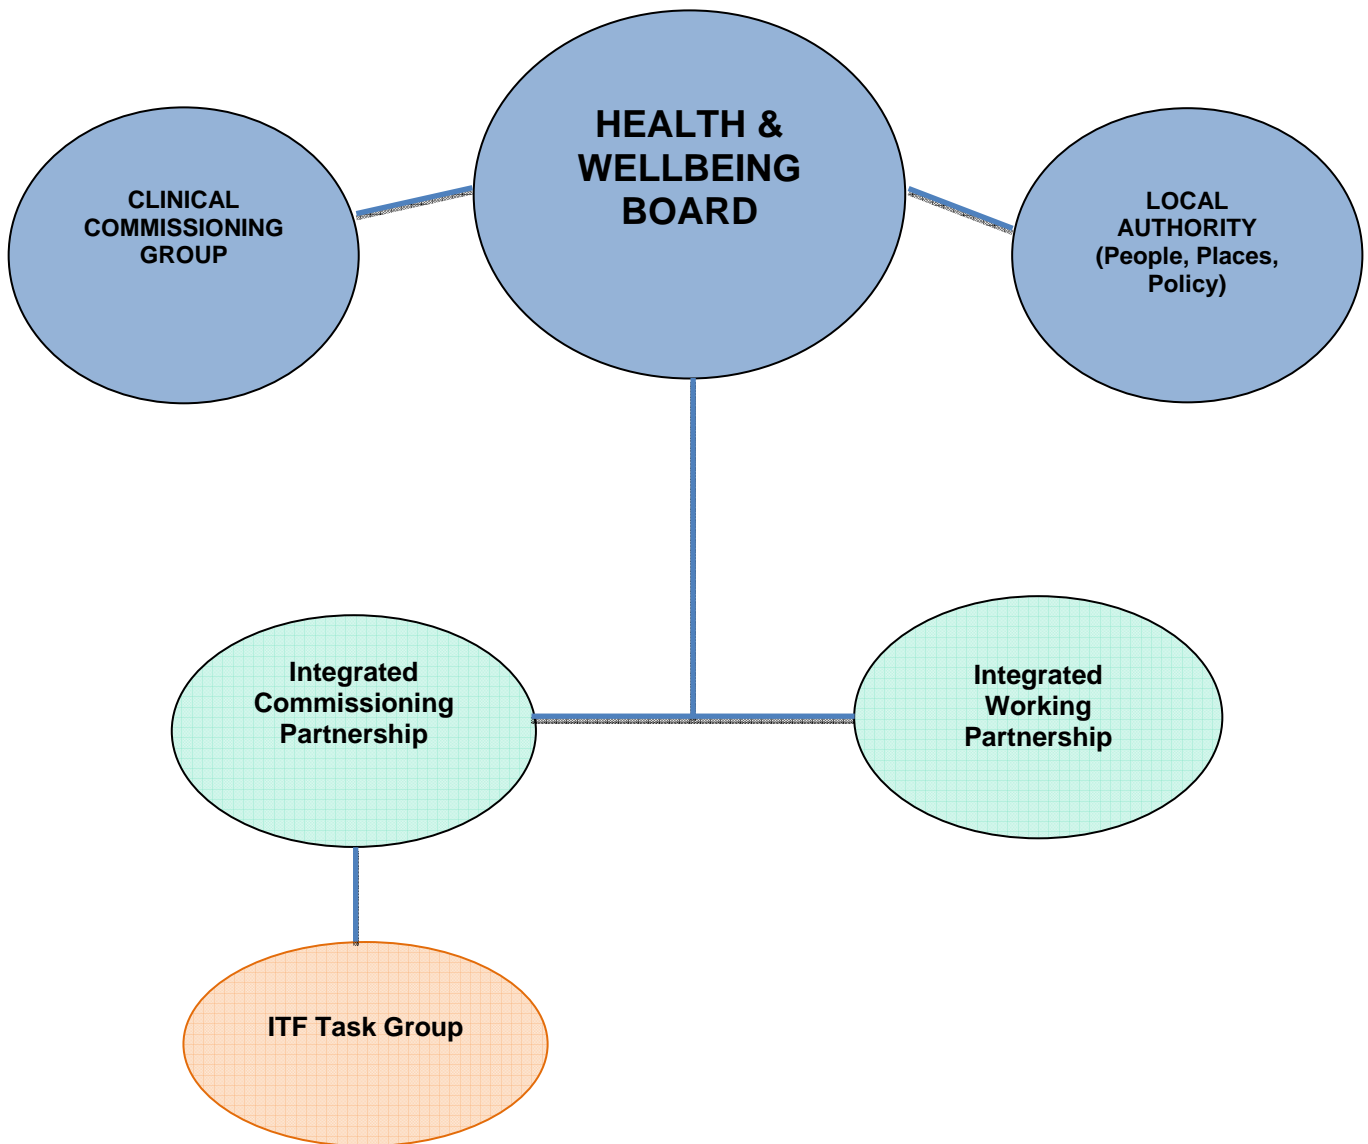 HEALTH &
WELLBEING
BOARD
CLINICAL
COMMISSIONING
GROUP
LOCAL
AUTHORITY
(People, Places,
Policy)
Integrated
Commissioning
Partnership
Integrated
Working
Partnership
ITF Task Group